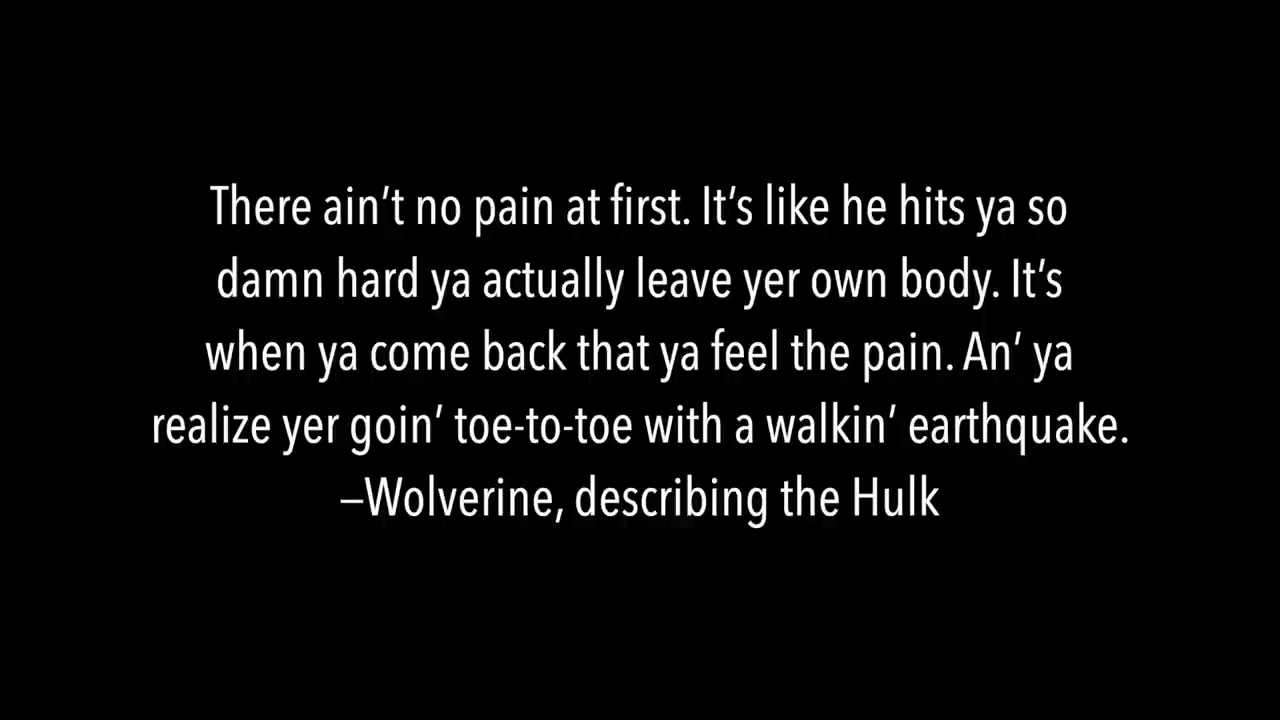 There ain’t no pain at first. It’s like he hits ya so
damn hard ya actually leave yer own body. It’s
when ya come back that ya feel the pain. An’ ya
realize yer goin’ toe-to-toe with a walkin’ earthquake.
–Wolverine, describing the Hulk